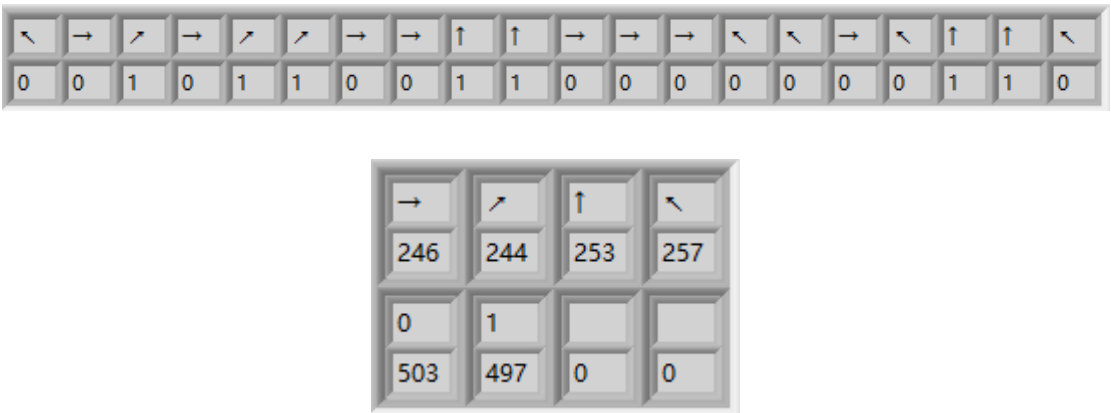 ↖ → ↗ → ↗ ↗ → → ↑ ↑ → → → ↖ ↖ → ↖ ↑ ↑ ↖
0 0 1 0 1 1 0 0 1 1 0 0 0 0 0 0 0 1 1 0
→ ↗ ↑ ↖
246 244 253 257
0 1
503 497 0 0